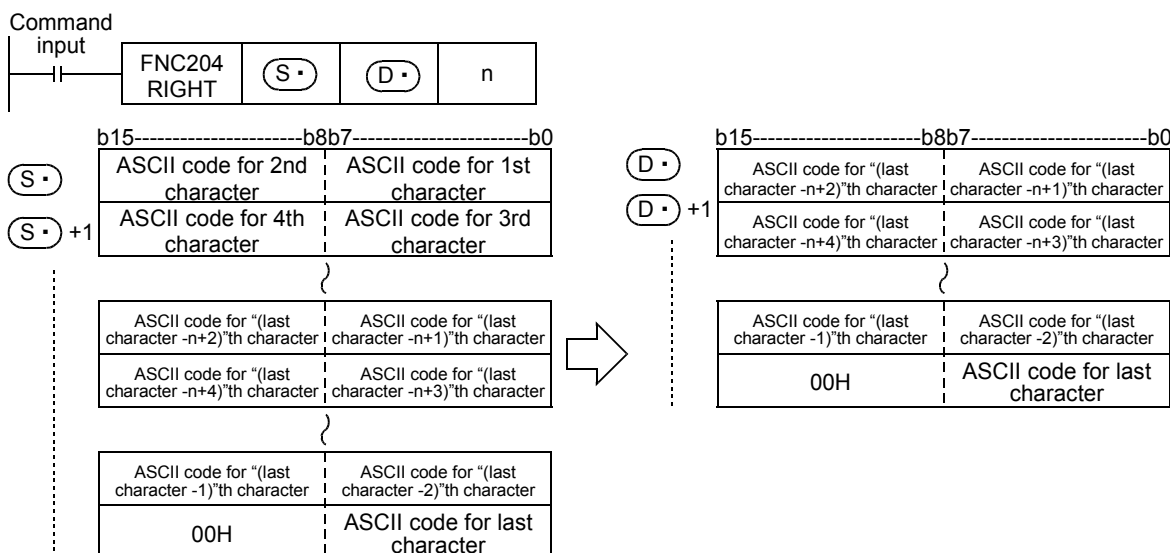 Command
input
FNC204
RIGHT
S・
D・
n
b15-----------------------b8b7------------------------b0
S・
ASCII code for 2nd
character
ASCII code for 1st
character
S・ +1
ASCII code for 4th
character
ASCII code for 3rd
character
ASCII code for “(last
character -n+2)”th character
ASCII code for “(last
character -n+1)”th character
ASCII code for “(last
character -n+4)”th character
ASCII code for “(last
character -n+3)”th character
ASCII code for “(last
character -1)”th character
ASCII code for “(last
character -2)”th character
00H
ASCII code for last
character
b15-----------------------b8b7------------------------b0
D・
ASCII code for “(last
character -n+2)”th character
ASCII code for “(last
character -n+1)”th character
D・ +1
ASCII code for “(last
character -n+4)”th character
ASCII code for “(last
character -n+3)”th character
ASCII code for “(last
character -1)”th character
ASCII code for “(last
character -2)”th character
00H
ASCII code for last
character